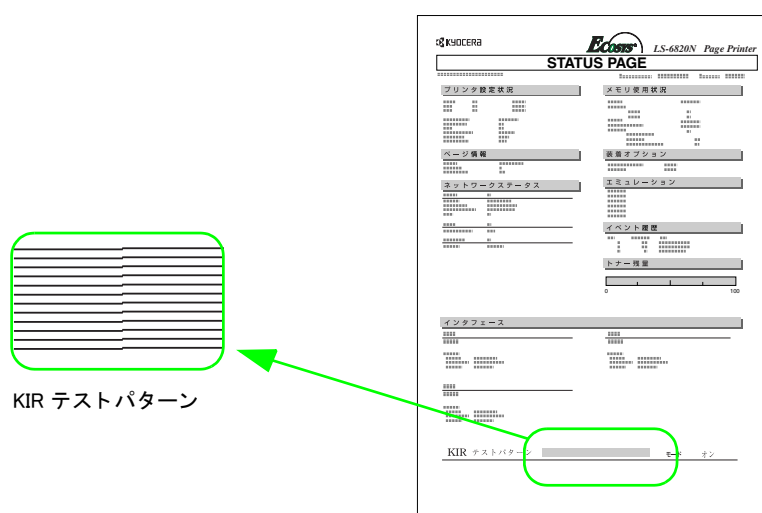 KYOCERA
Ecosys LS-6820N Page Printer
STATUS PAGE
プリンタ設定状況
メモリ使用状況
ページ情報
装着オプション
ネットワークステータス
エミュレーション
イベント履歴
トナー残量
0 100
インタフェース
KIR テストパターン モード オン
KIR テストパターン